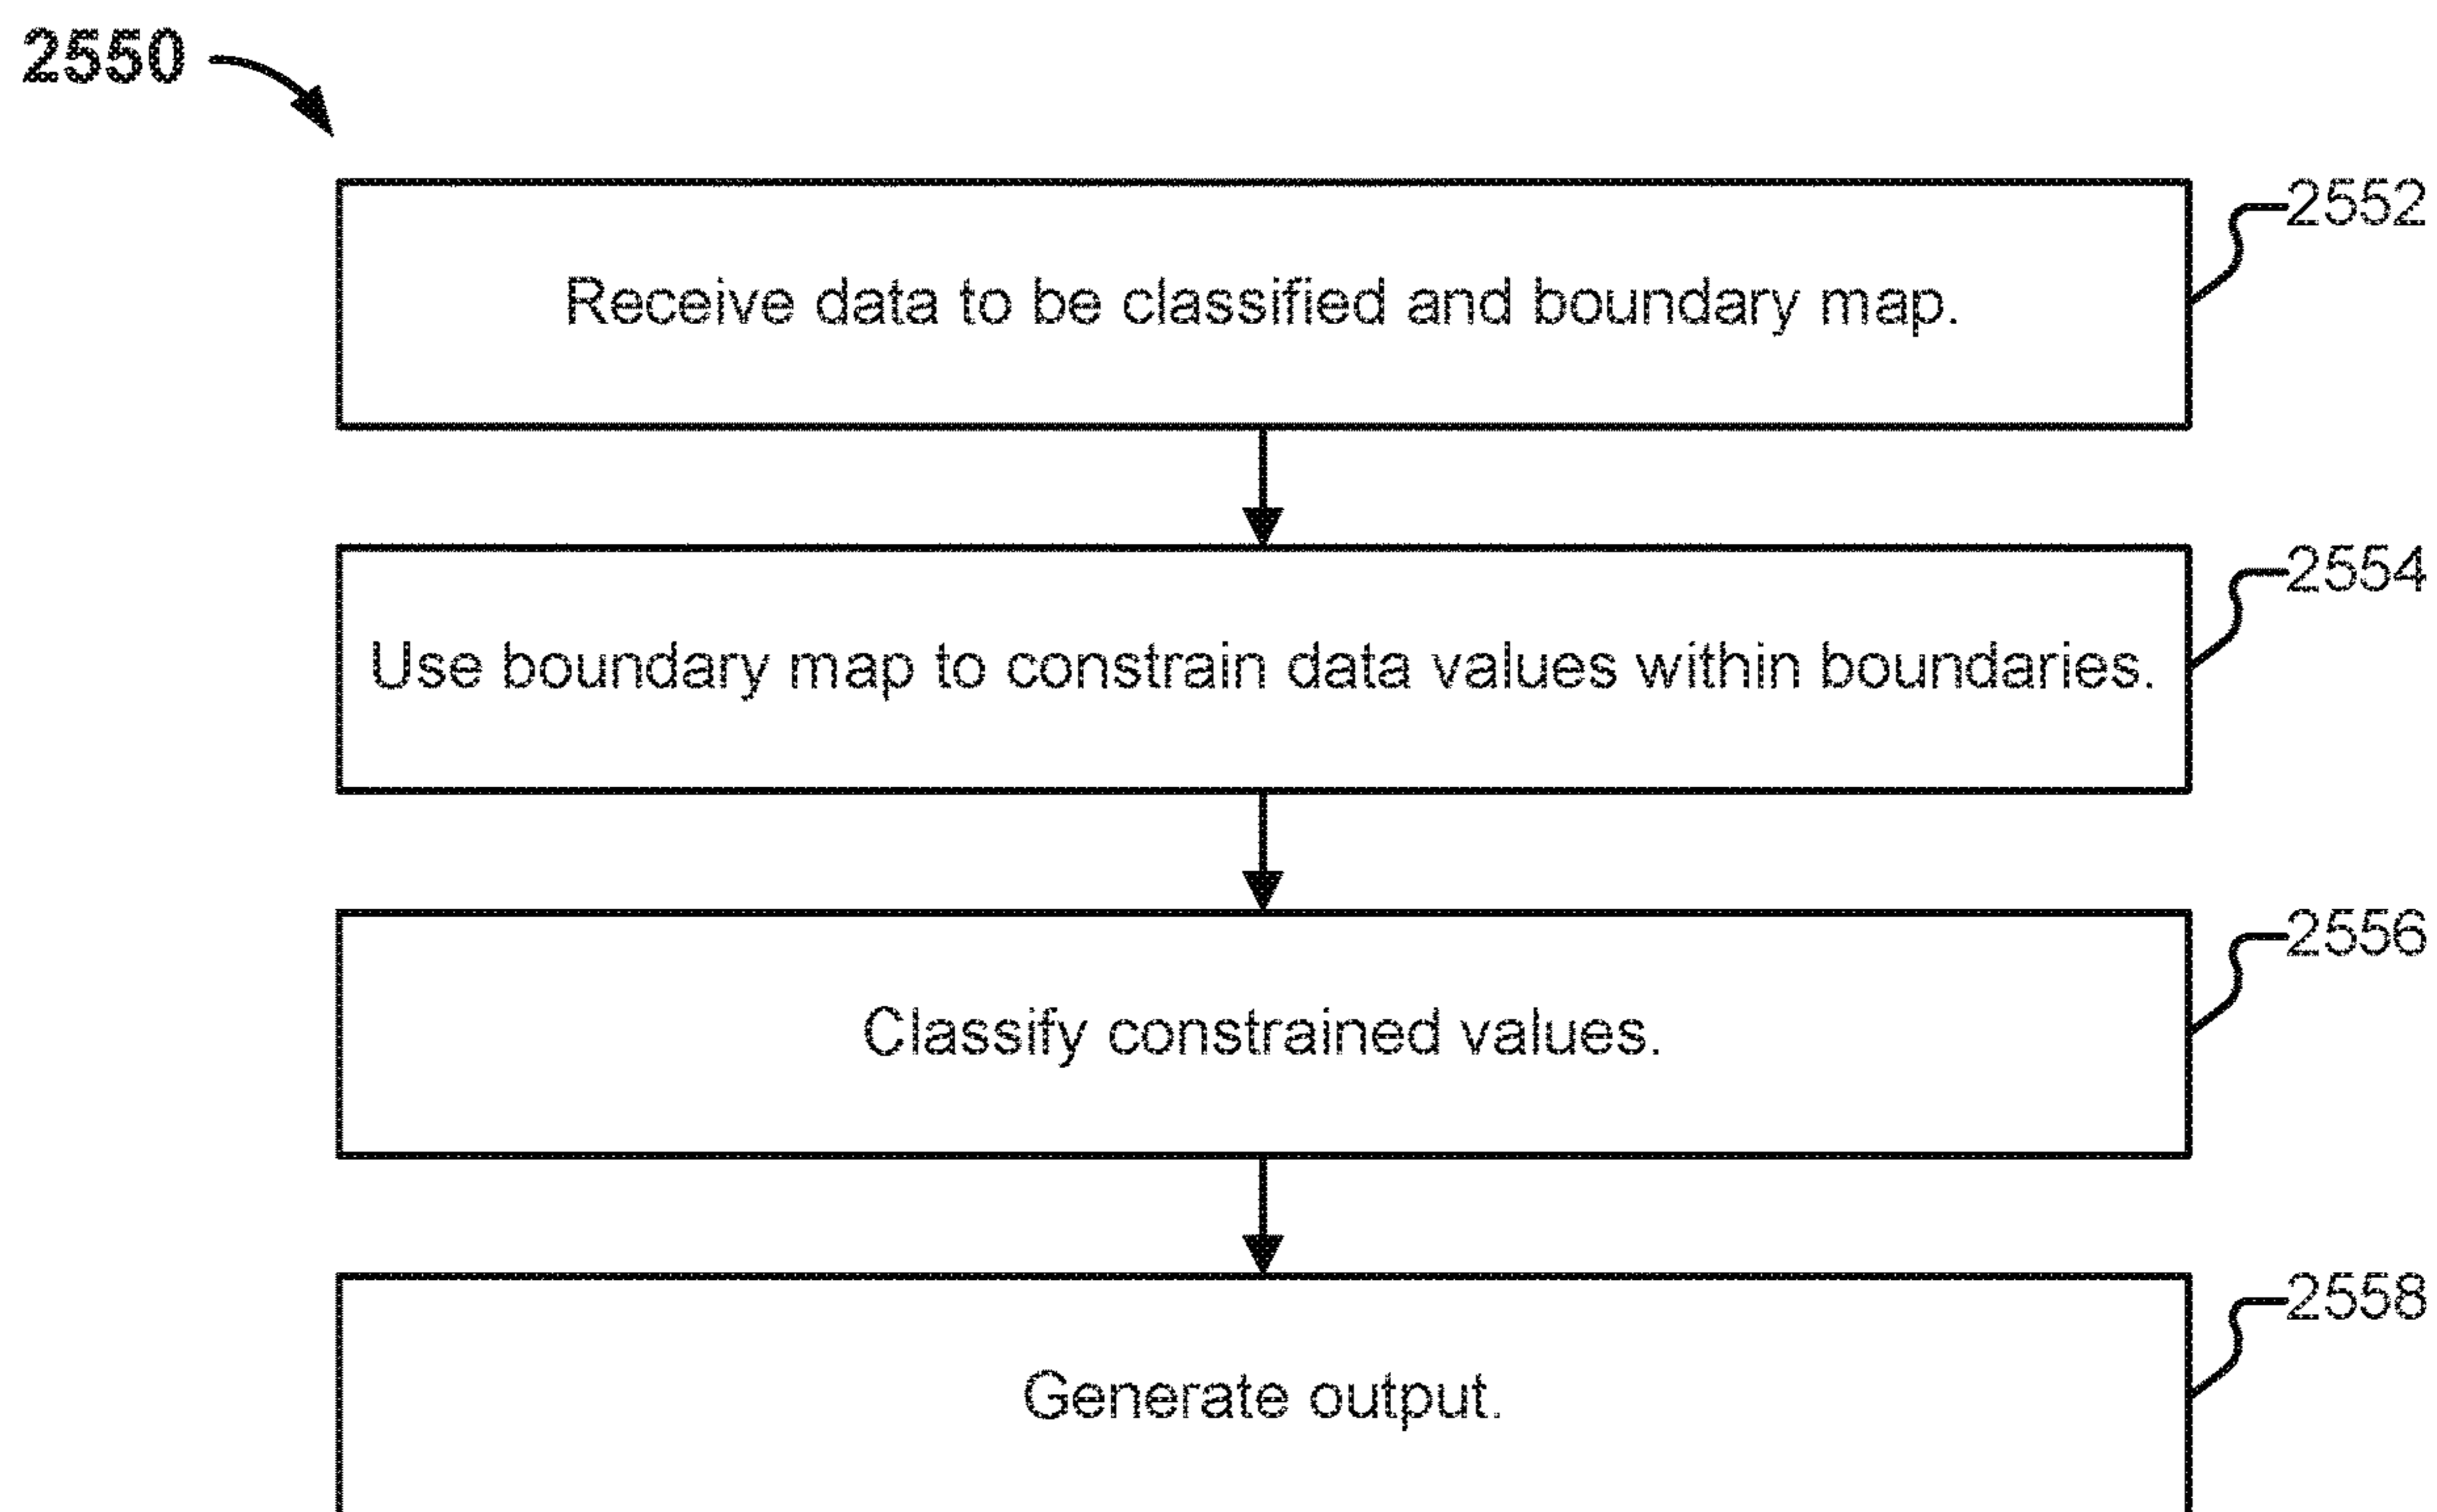 2550
2552
Receive data to be classified and boundary map.
2554
Use boundary map to constrain data values within boundaries.
2556
Classify constrained values.
2558
Generate output.